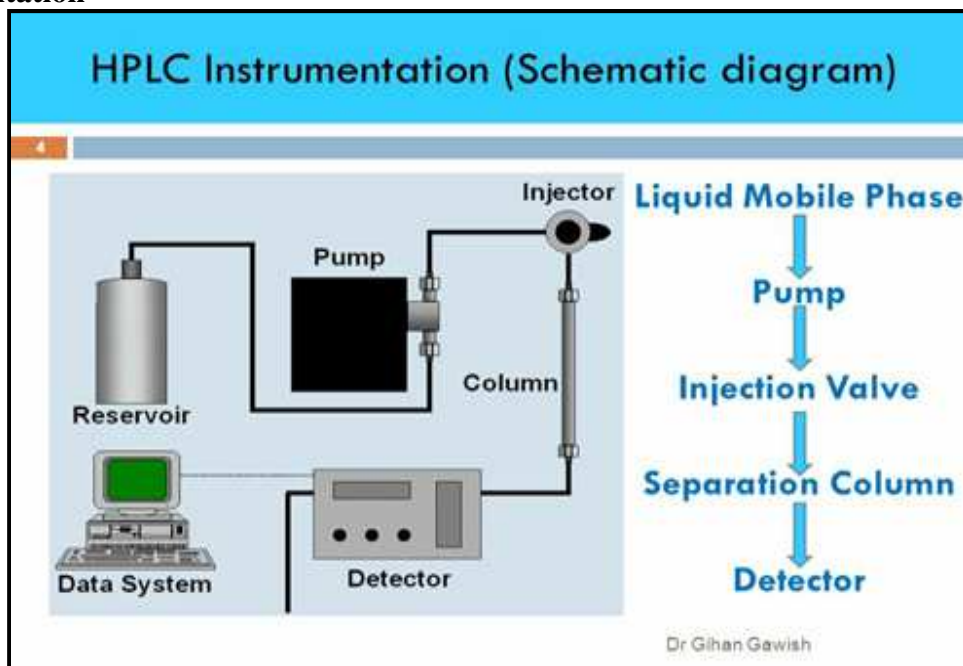 HPLC Instrumentation (Schematic diagram)
4
Injector
Pump
Column
Reservoir
Data System
Detector
Liquid Mobile Phase
Pump
Injection Valve
Separation Column
Detector
Dr Gihan Gawish